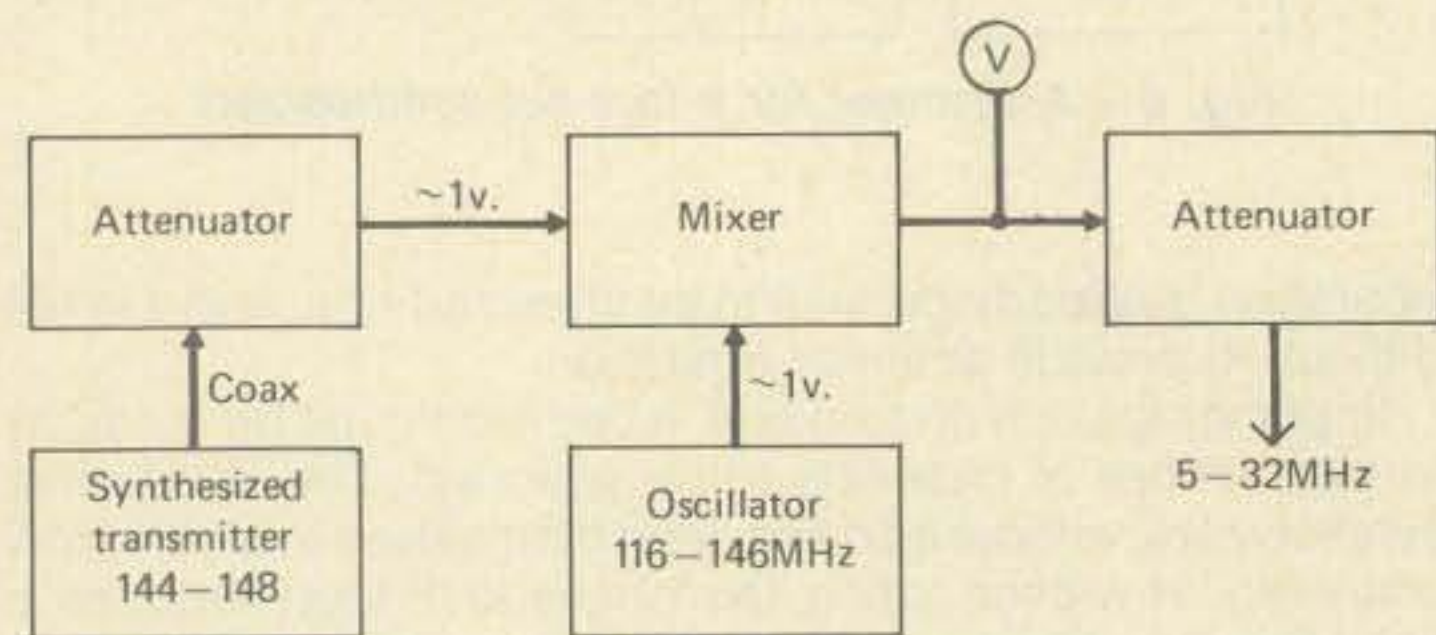 V
Attenuator
~1v.
Mixer
Attenuator
Coax
~1v.
5–32MHz
Synthesized
transmitter
144–148
Oscillator
116–146MHz